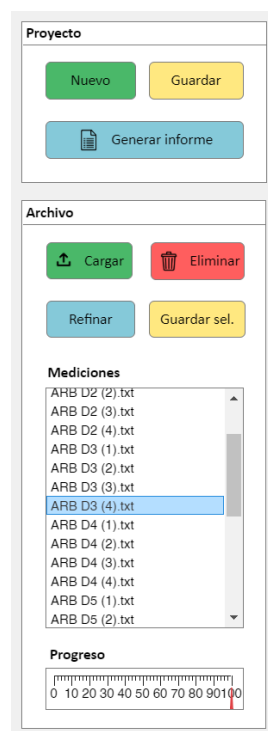 Proyecto
Nuevo Guardar
Generar informe
Archivo
Cargar Eliminar
Refinar Guardar sel.
Mediciones
ARB D2 (2).txt
ARB D2 (3).txt
ARB D2 (4).txt
ARB D3 (1).txt
ARB D3 (2).txt
ARB D3 (3).txt
ARB D3 (4).txt
ARB D4 (1).txt
ARB D4 (2).txt
ARB D4 (3).txt
ARB D4 (4).txt
ARB D5 (1).txt
ARB D5 (2).txt
Progreso
0 10 20 30 40 50 60 70 80 90 100